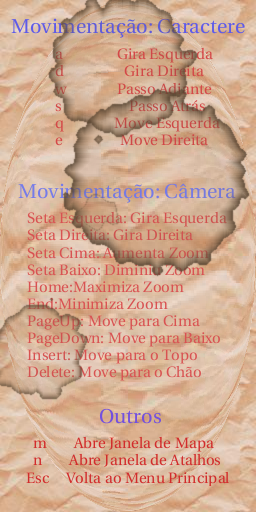 Movimentação: Caractere
a Gira Esquerda
d Gira Direita
w Passo Adiante
s Passo Atrás
q Move Esquerda
e Move Direita
Movimentação: Câmera
Seta Esquerda: Gira Esquerda
Seta Direita: Gira Direita
Seta Cima: Aumenta Zoom
Seta Baixo: Diminui Zoom
Home:Maximiza Zoom
End:Minimiza Zoom
PageUp: Move para Cima
PageDown: Move para Baixo
Insert: Move para o Topo
Delete: Move para o Chão
Outros
m Abre Janela de Mapa
n Abre Janela de Atalhos
Esc Volta ao Menu Principal